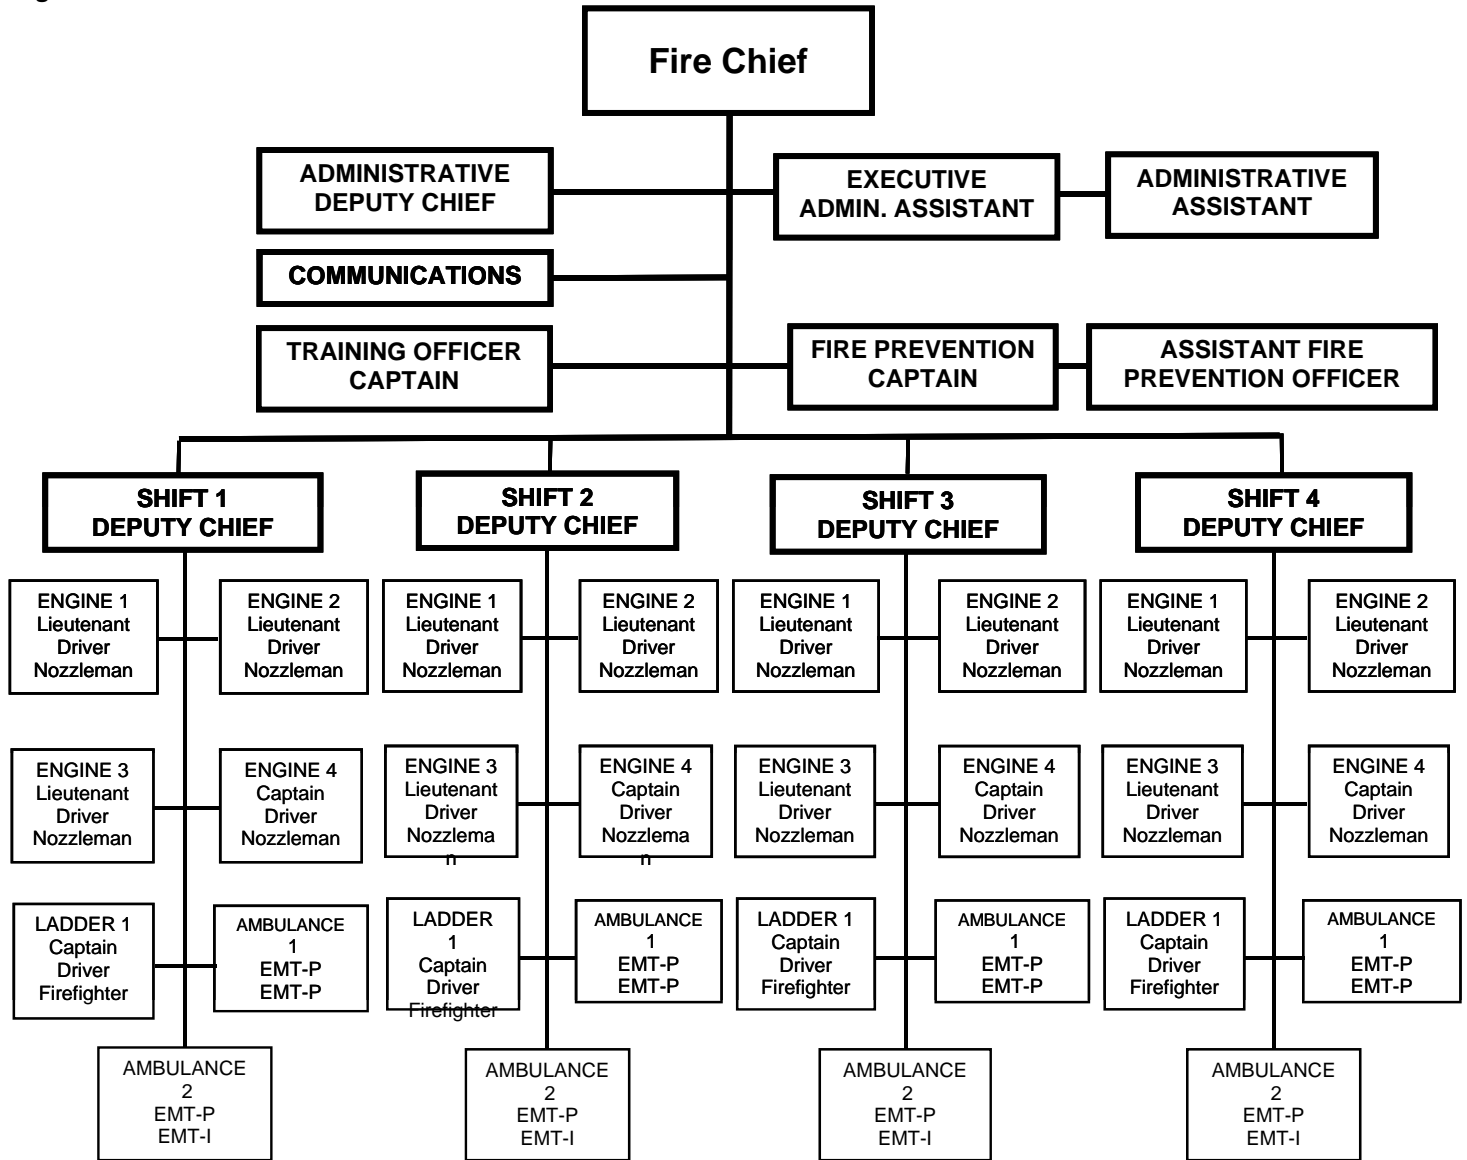 Fire Chief
ADMINISTRATIVE
DEPUTY CHIEF
EXECUTIVE
ADMIN. ASSISTANT
ADMINISTRATIVE
ASSISTANT
COMMUNICATIONS
TRAINING OFFICER
CAPTAIN
FIRE PREVENTION
CAPTAIN
ASSISTANT FIRE
PREVENTION OFFICER
SHIFT 1
DEPUTY CHIEF
SHIFT 2
DEPUTY CHIEF
SHIFT 3
DEPUTY CHIEF
SHIFT 4
DEPUTY CHIEF
ENGINE 1
Lieutenant
Driver
Nozzleman
ENGINE 2
Lieutenant
Driver
Nozzleman
ENGINE 1
Lieutenant
Driver
Nozzleman
ENGINE 2
Lieutenant
Driver
Nozzleman
ENGINE 1
Lieutenant
Driver
Nozzleman
ENGINE 2
Lieutenant
Driver
Nozzleman
ENGINE 1
Lieutenant
Driver
Nozzleman
ENGINE 2
Lieutenant
Driver
Nozzleman
ENGINE 3
Lieutenant
Driver
Nozzleman
ENGINE 4
Captain
Driver
Nozzleman
ENGINE 3
Lieutenant
Driver
Nozzlema
n
ENGINE 4
Captain
Driver
Nozzlema
n
ENGINE 3
Lieutenant
Driver
Nozzleman
ENGINE 4
Captain
Driver
Nozzleman
ENGINE 3
Lieutenant
Driver
Nozzleman
ENGINE 4
Captain
Driver
Nozzleman
LADDER 1
Captain
Driver
Firefighter
AMBULANCE
1
EMT-P
EMT-P
LADDER
1
Captain
Driver
Firefighter
AMBULANCE
1
EMT-P
EMT-P
LADDER 1
Captain
Driver
Firefighter
AMBULANCE
1
EMT-P
EMT-P
LADDER 1
Captain
Driver
Firefighter
AMBULANCE
1
EMT-P
EMT-P
AMBULANCE
2
EMT-P
EMT-I
AMBULANCE
2
EMT-P
EMT-I
AMBULANCE
2
EMT-P
EMT-I
AMBULANCE
2
EMT-P
EMT-I